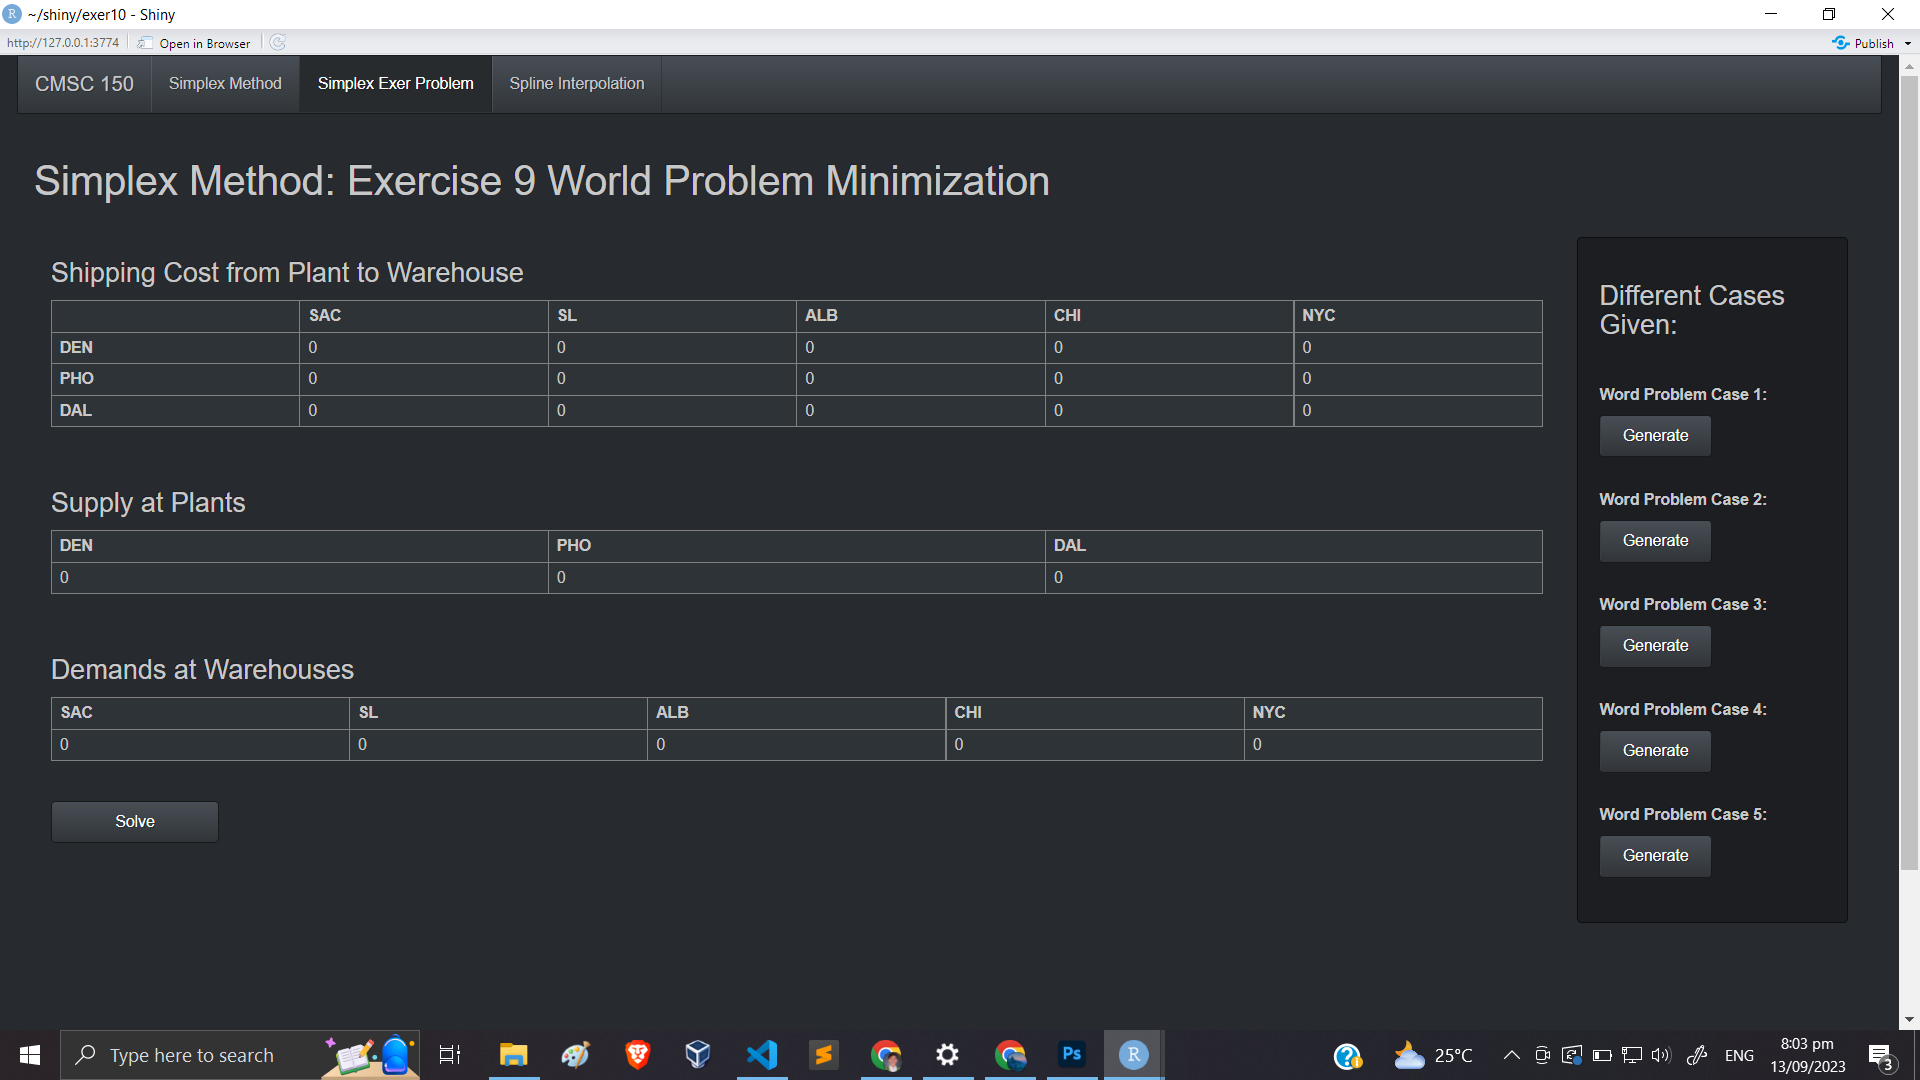 R ~/shiny/exer10 - Shiny
http://127.0.0.1:3774 Open in Browser Publish
CMSC 150 Simplex Method Simplex Exer Problem Spline Interpolation
Simplex Method: Exercise 9 World Problem Minimization
Shipping Cost from Plant to Warehouse
SAC SL ALB CHI NYC
DEN 0 0 0 0 0
PHO 0 0 0 0 0
DAL 0 0 0 0 0
Supply at Plants
DEN PHO DAL
0 0 0
Demands at Warehouses
SAC SL ALB CHI NYC
0 0 0 0 0
Solve
Different Cases
Given:
Word Problem Case 1:
Generate
Word Problem Case 2:
Generate
Word Problem Case 3:
Generate
Word Problem Case 4:
Generate
Word Problem Case 5:
Generate
Type here to search Ps R 25°C ENG 8:03 pm
13/09/2023 3